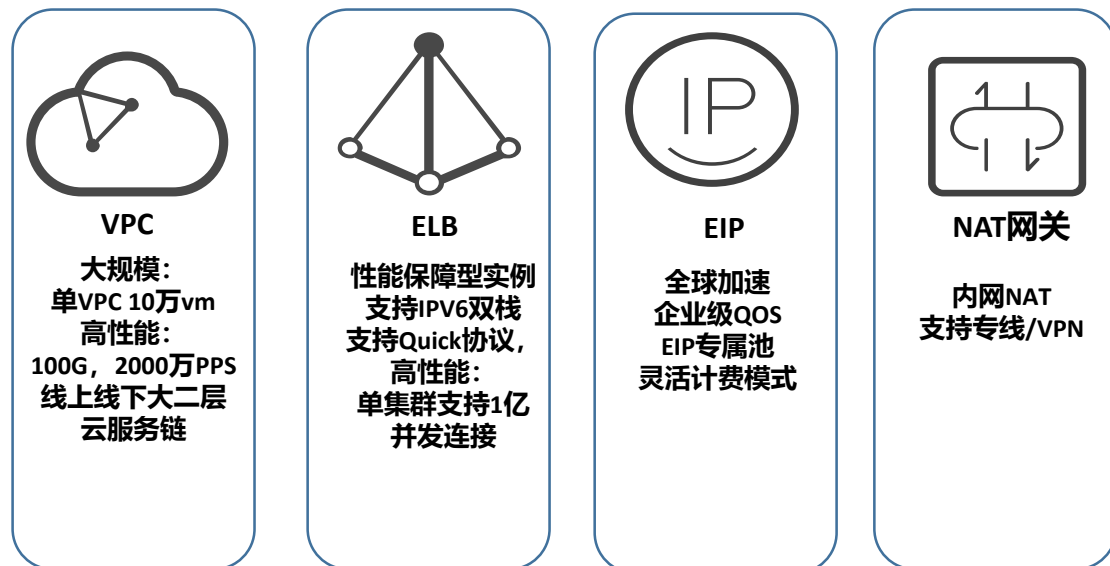 VPC
大规模：
单VPC 10万vm
高性能：
100G，2000万PPS
线上线下大二层
云服务链
ELB
性能保障型实例
支持IPV6双栈
支持Quick协议，
高性能：
单集群支持1亿
并发连接
IP
EIP
全球加速
企业级QOS
EIP专属池
灵活计费模式
NAT网关
内网NAT
支持专线/VPN